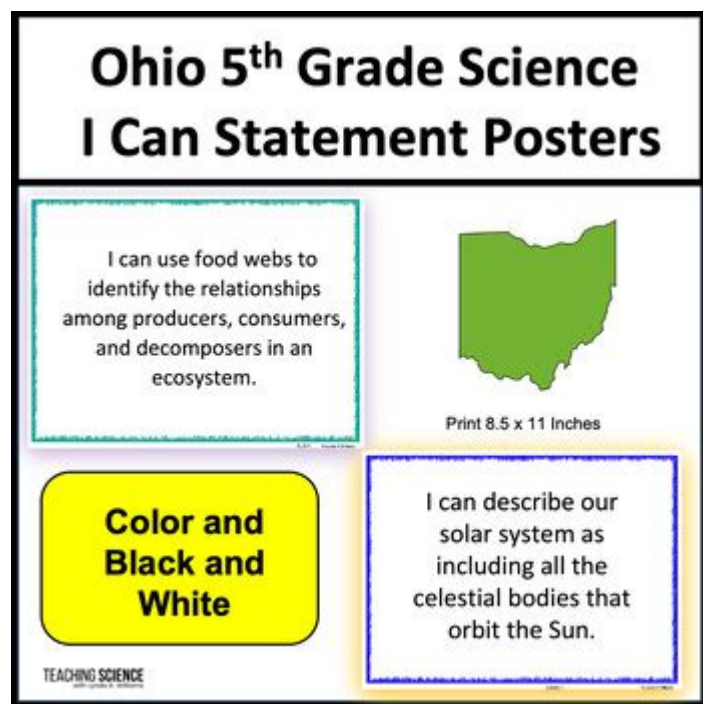 Ohio 5th Grade Science
I Can Statement Posters
I can use food webs to
identify the relationships
among producers, consumers,
and decomposers in an
ecosystem.
Print 8.5 x 11 Inches
Color and
Black and
White
I can describe our
solar system as
including all the
celestial bodies that
orbit the Sun.
TEACHING SCIENCE